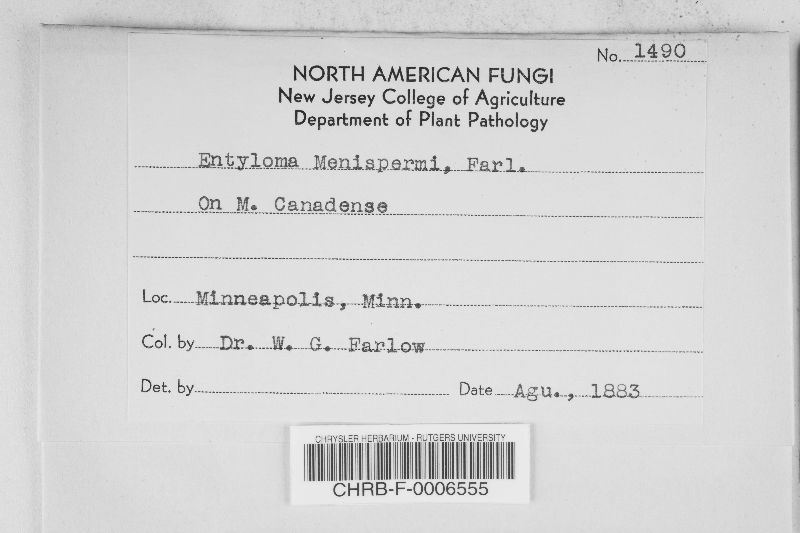 No. 1490
NORTH AMERICAN FUNGI
New Jersey College of Agriculture
Department of Plant Pathology
Entyloma Menispermi, Farl.
On M. Canadense
Loc. Minneapolis, Minn.
Col. by Dr. W. G. Farlow
Det. by Date Agu., 1883
CHRYSLER HERBARIUM - RUTGERS UNIVERSITY
CHRB-F-0006555